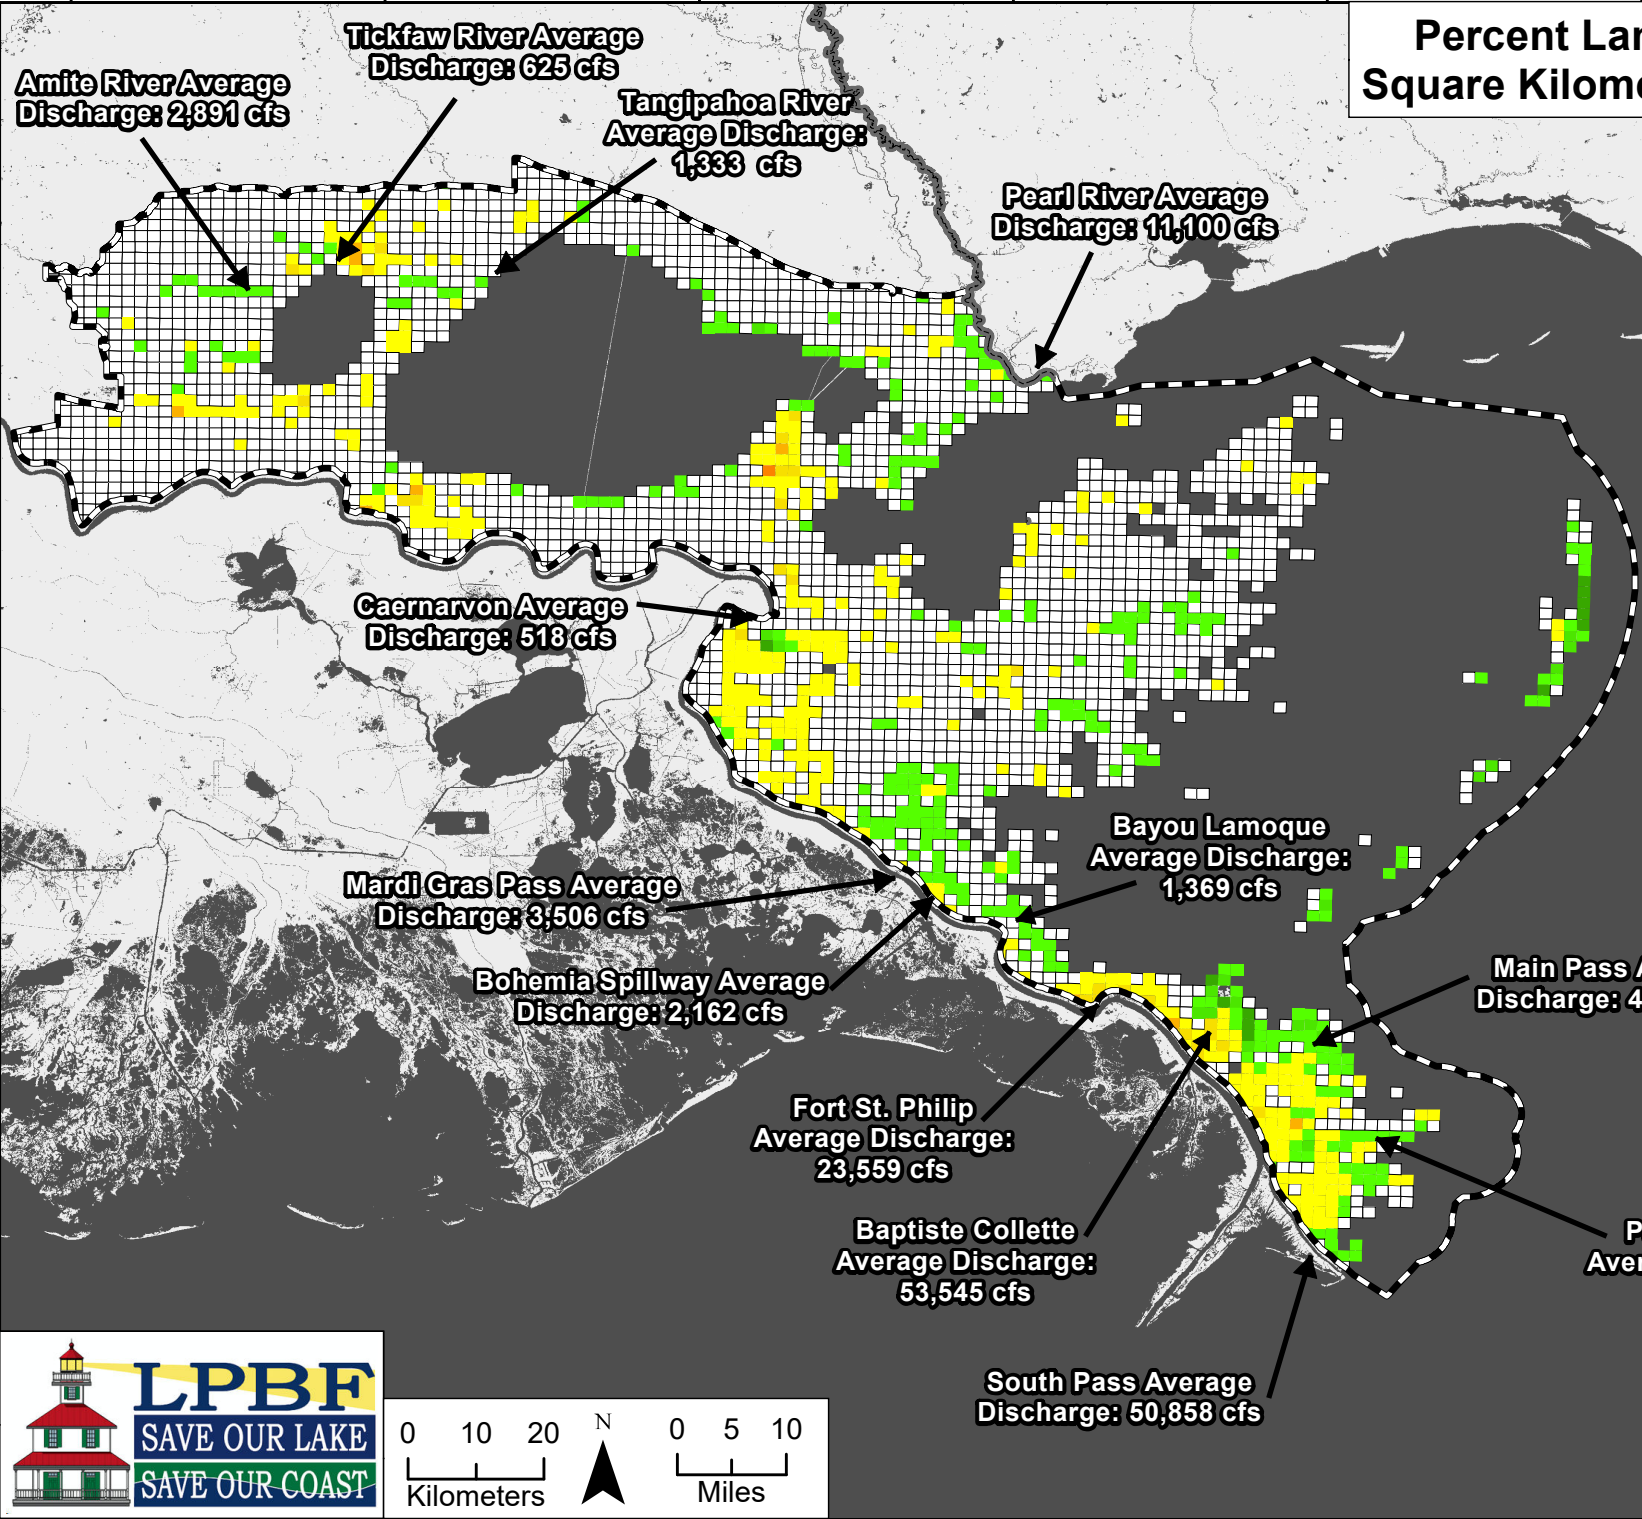 Percent Lar
Square Kilome
Tickfaw River Average
Discharge: 625 cfs
Amite River Average
Discharge: 2,891 cfs
Tangipahoa River
Average Discharge:
1,333 cfs
Pearl River Average
Discharge: 11,100 cfs
Caernarvon Average
Discharge: 518 cfs
Bayou Lamoque
Average Discharge:
1,369 cfs
Mardi Gras Pass Average
Discharge: 3,506 cfs
Bohemia Spillway Average
Discharge: 2,162 cfs
Main Pass A
Discharge: 4
Fort St. Philip
Average Discharge:
23,559 cfs
Baptiste Collette
Average Discharge:
53,545 cfs
P
Aver
South Pass Average
Discharge: 50,858 cfs
LPBF
SAVE OUR LAKE
SAVE OUR COAST
0 10 20
Kilometers
N
0 5 10
Miles